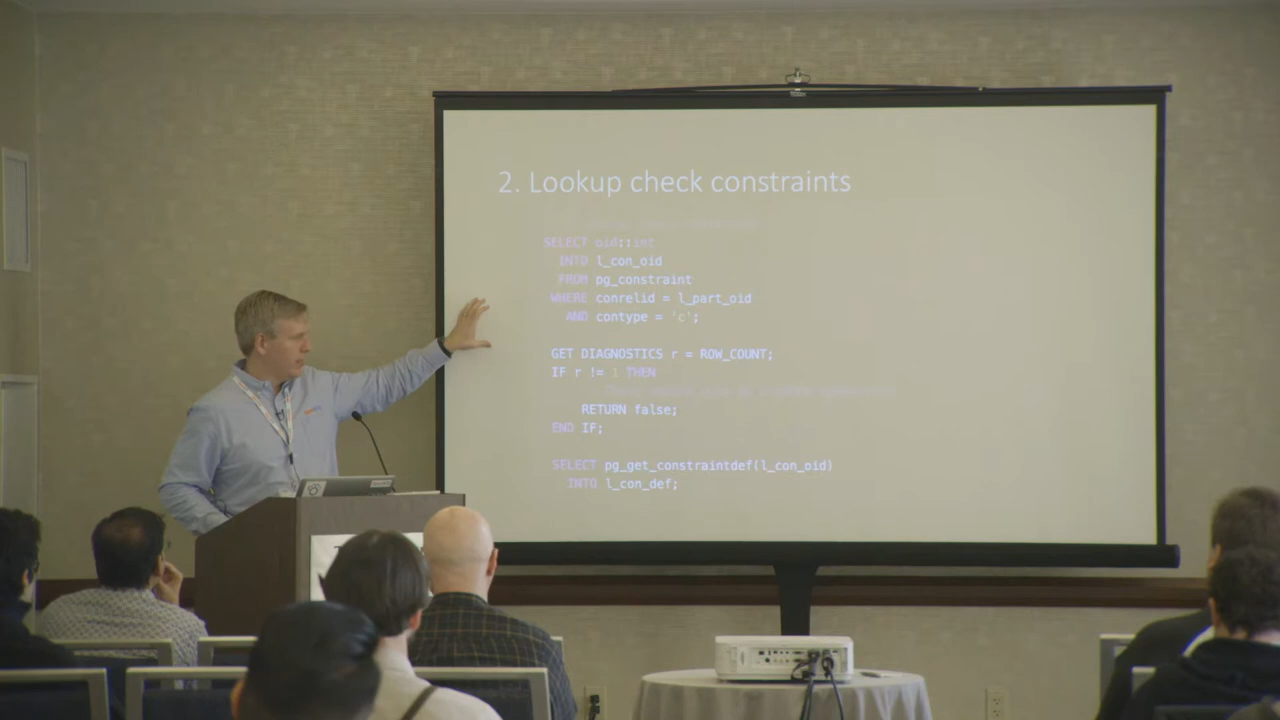 2. Lookup check constraints
SELECT oid::int
INTO l_con_oid
FROM pg_constraint
WHERE conrelid = l_part_oid
AND contype = 'c';
GET DIAGNOSTICS r = ROW_COUNT;
IF r != 1 THEN
RETURN false;
END IF;
SELECT pg_get_constraintdef(l_con_oid)
INTO l_con_def;